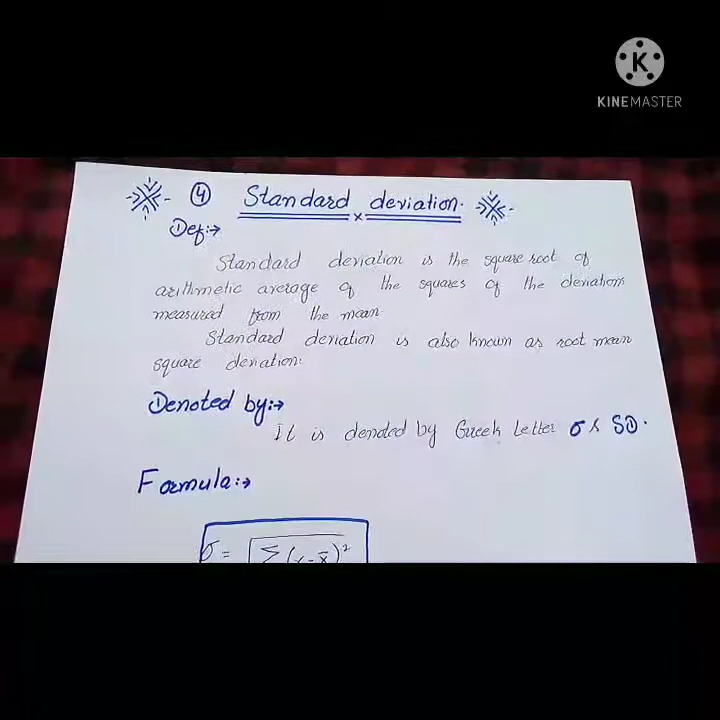 K
KINEMASTER
④ Standard deviation.
Def:→
Standard deviation is the square root of
arithmetic average of the squares of the deviations
measured from the mean.
Standard deviation is also known as root mean
square deviation.
Denoted by:→
It is denoted by Greek Letter σ & SD.
Formula:→
σ = √Σ(x-x̄)²